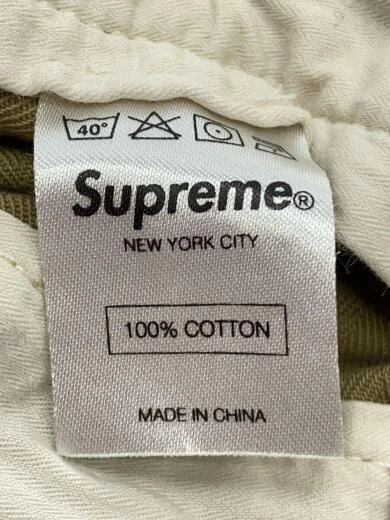 40°
Supreme®
NEW YORK CITY
100% COTTON
MADE IN CHINA